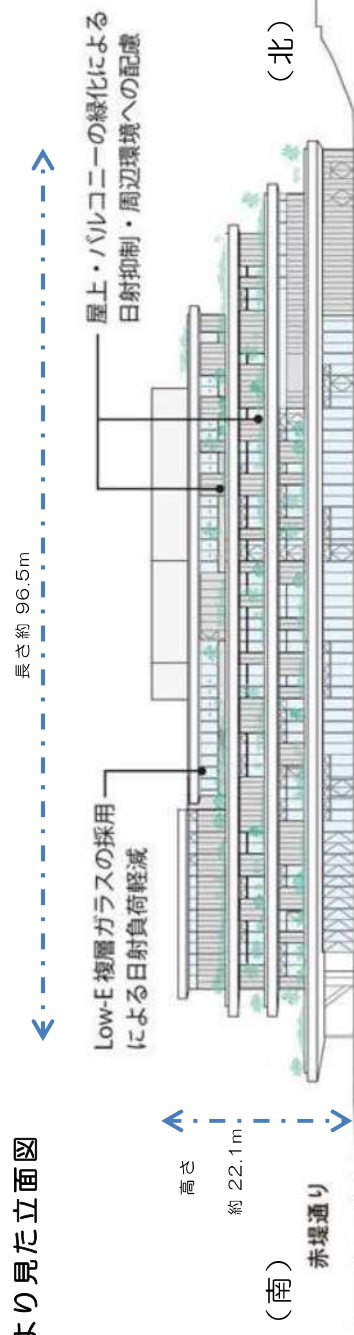 より見た立面図
長さ約 96.5m
屋上・バルコニーの緑化による
日射抑制・周辺環境への配慮
Low-E 複層ガラスの採用
による日射負荷軽減
高さ
約 22.1m
（南）
（北）
赤堤通り